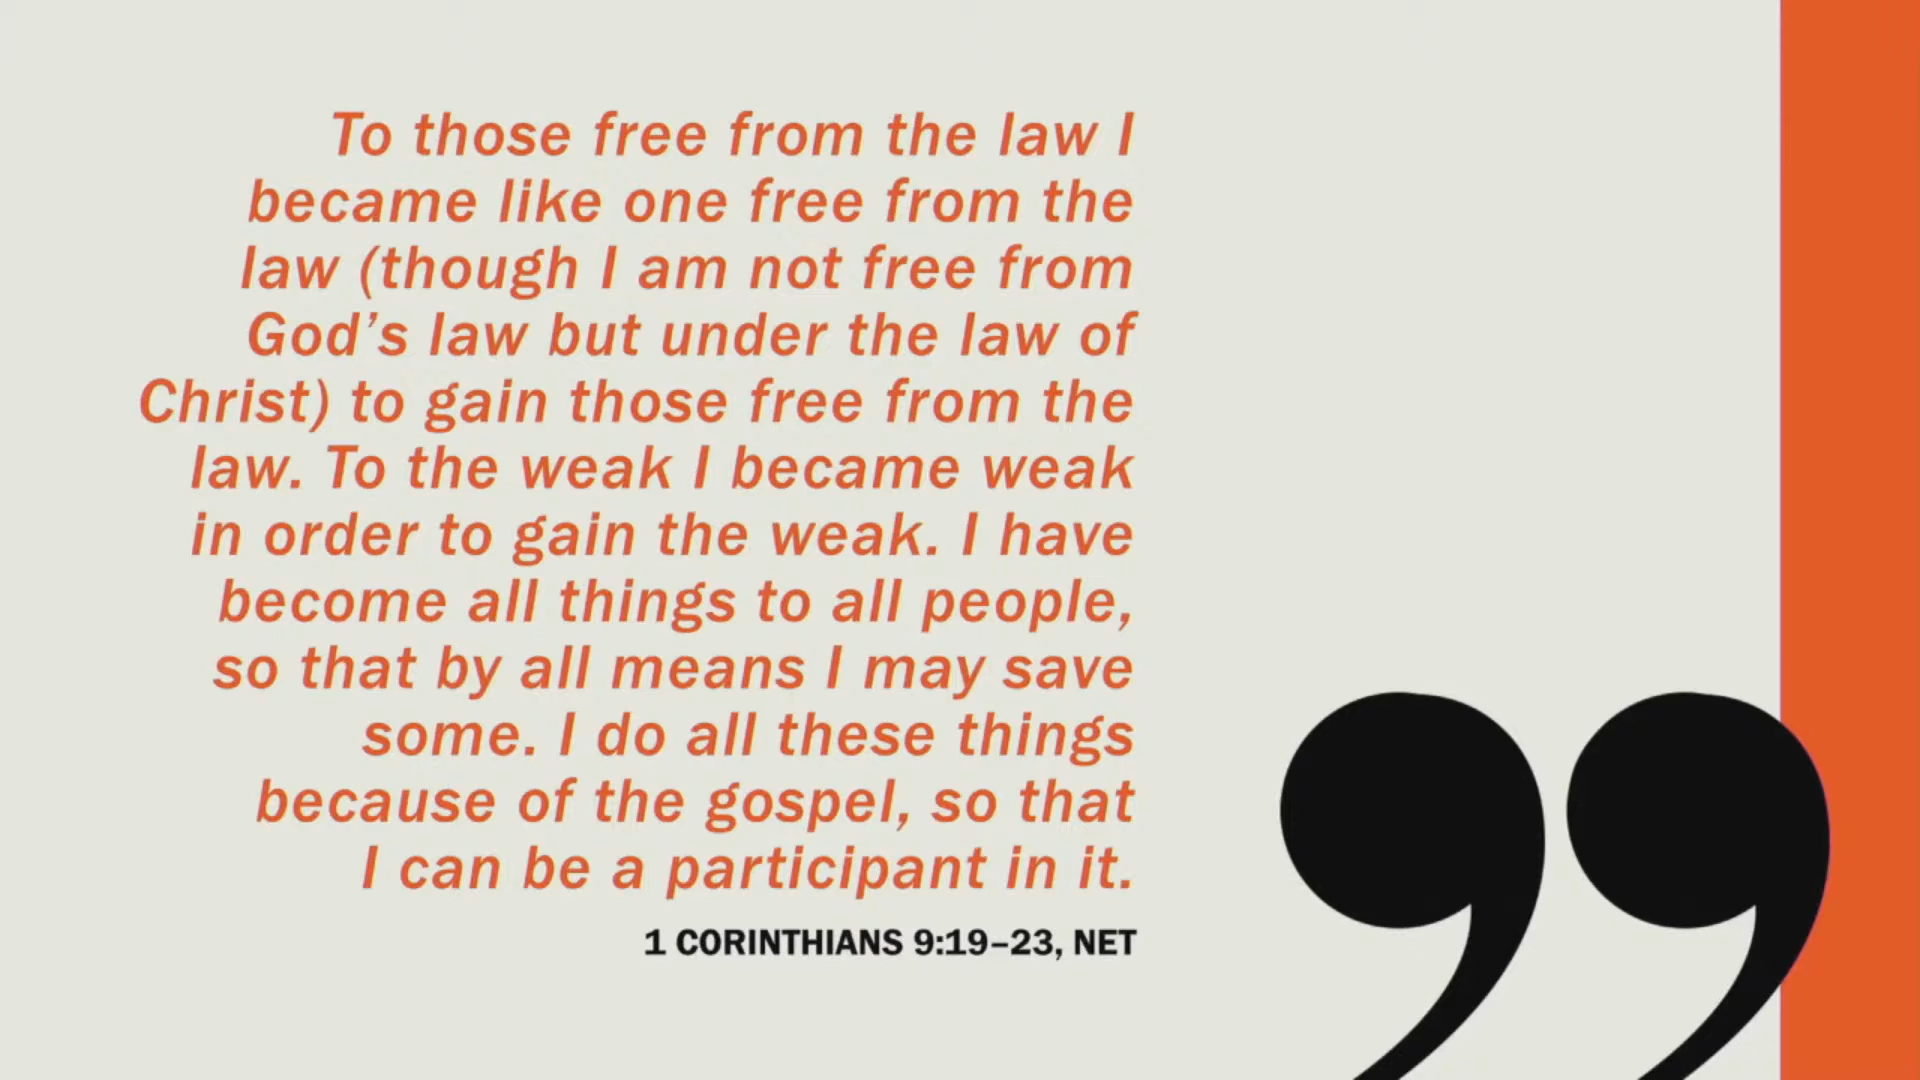 To those free from the law I
became like one free from the
law (though I am not free from
God’s law but under the law of
Christ) to gain those free from the
law. To the weak I became weak
in order to gain the weak. I have
become all things to all people,
so that by all means I may save
some. I do all these things
because of the gospel, so that
I can be a participant in it.
1 CORINTHIANS 9:19–23, NET
”